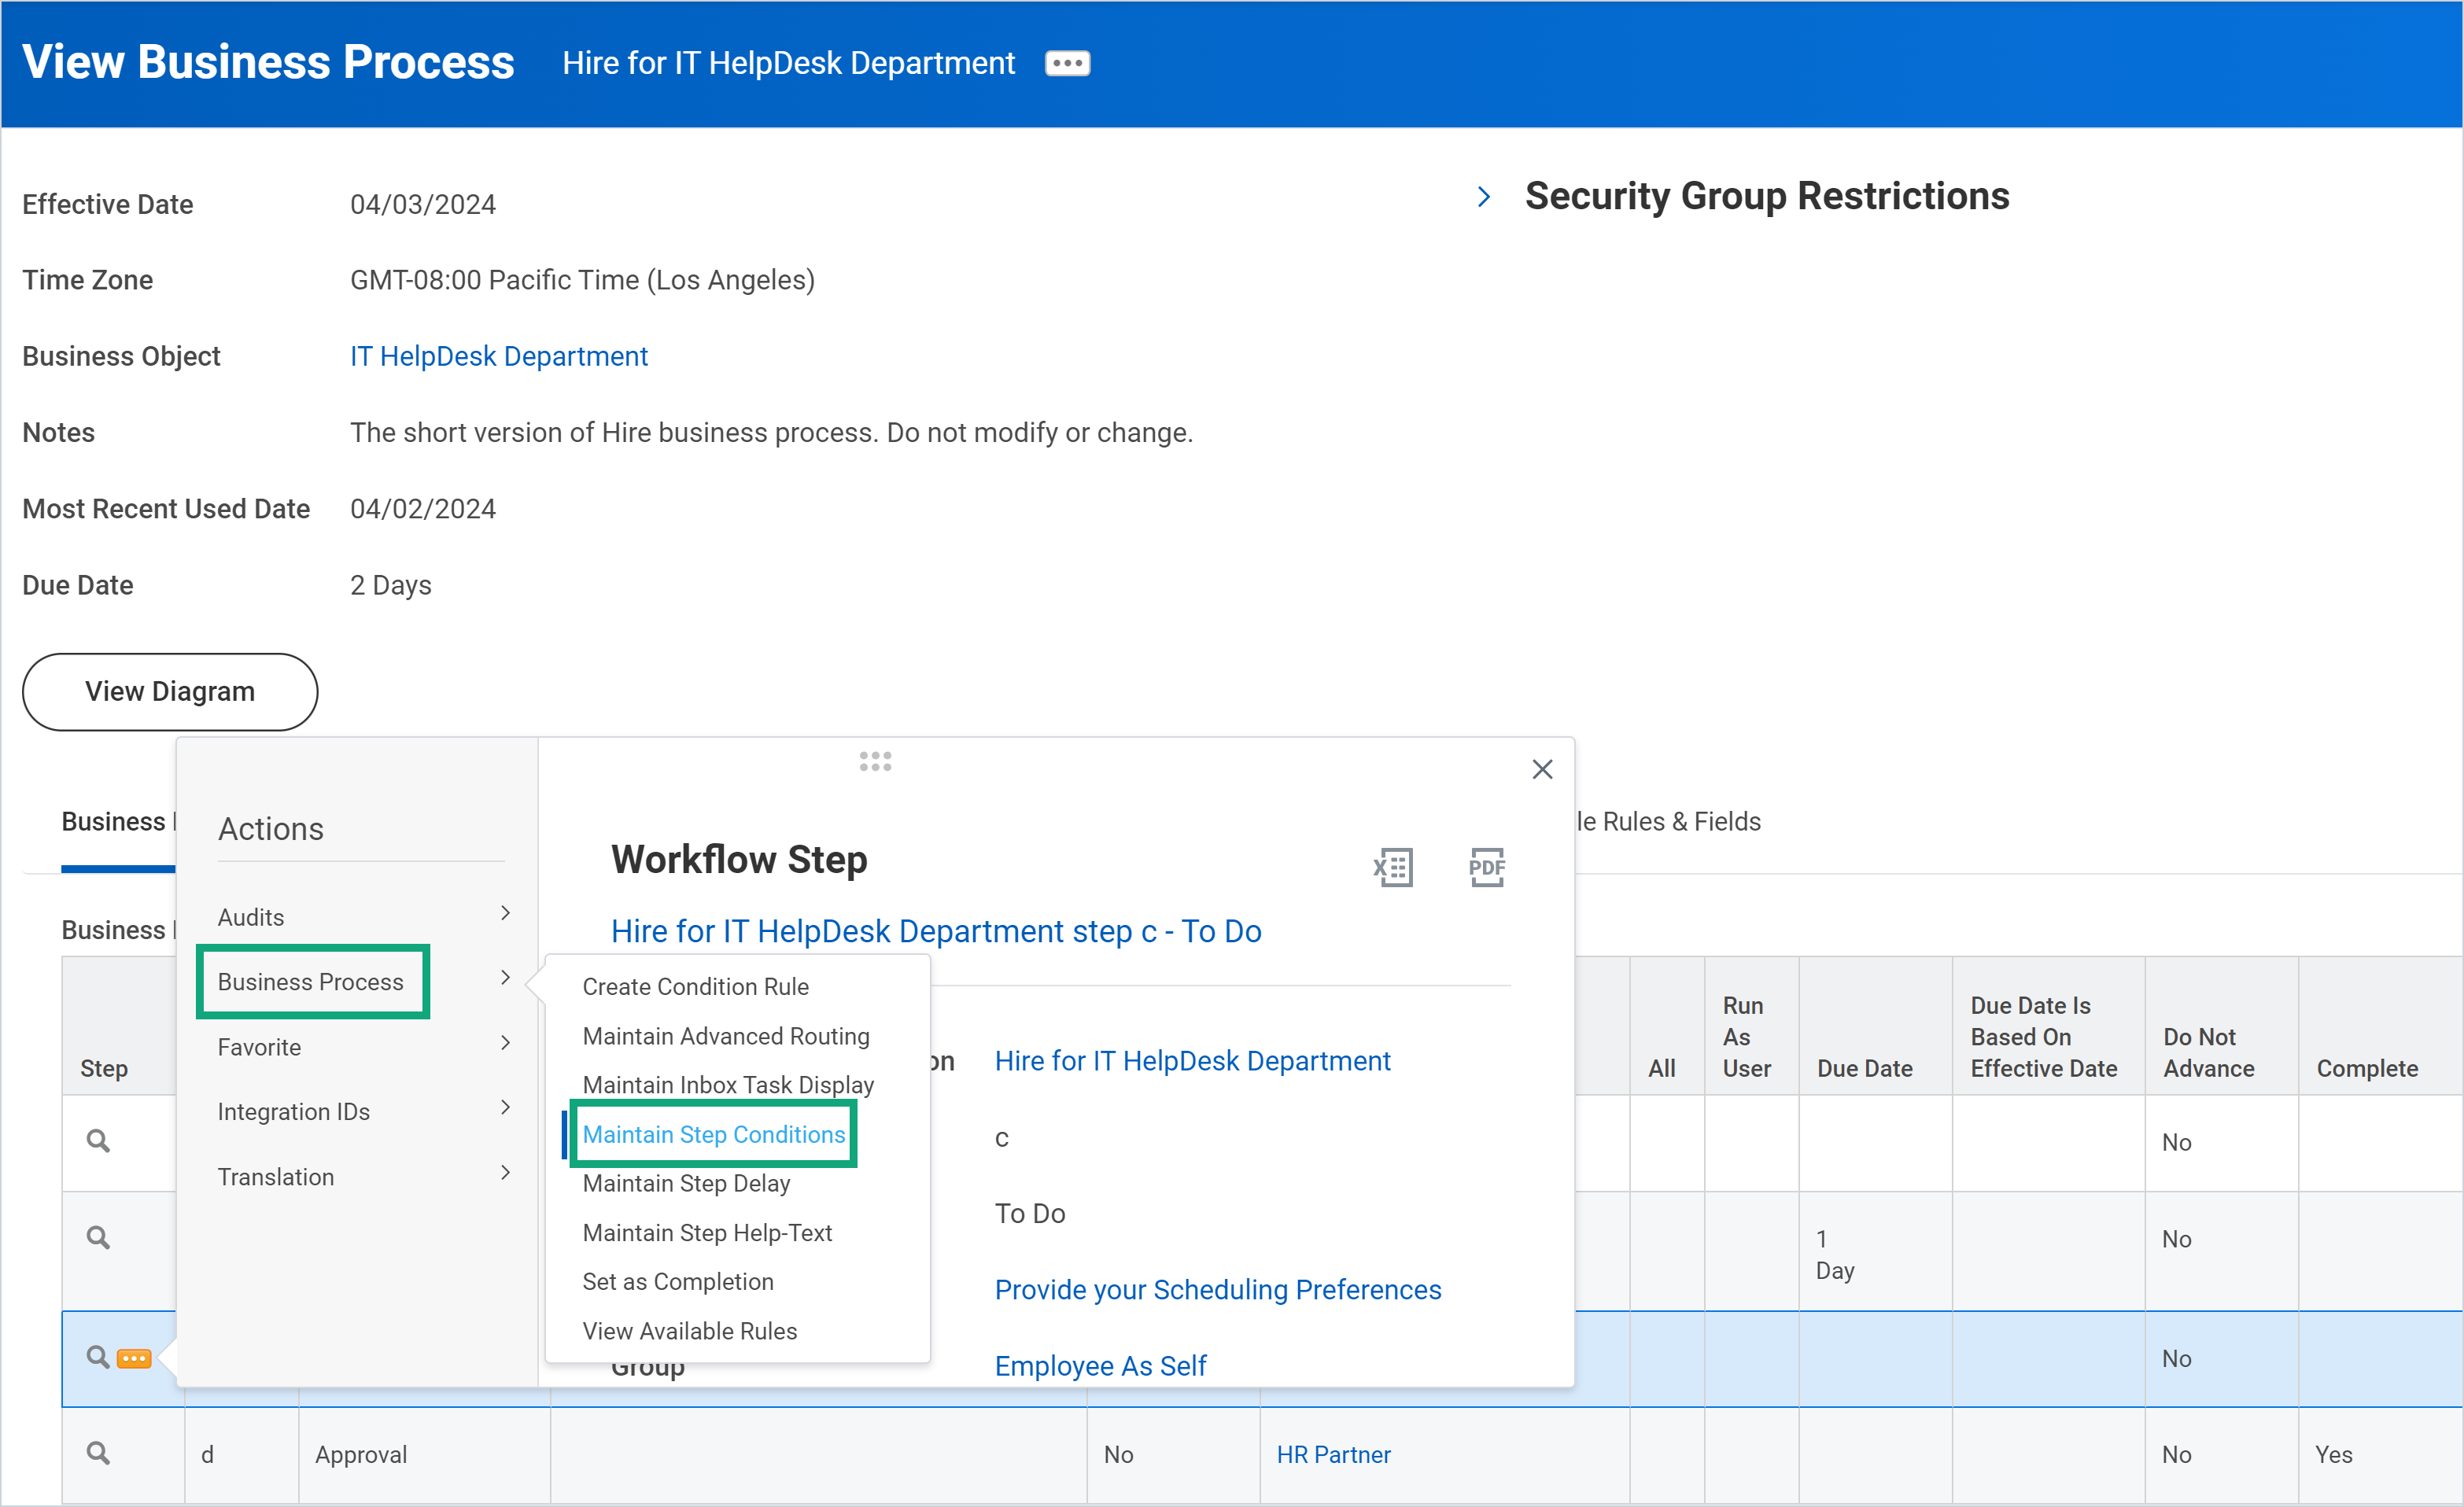 View Business Process Hire for IT HelpDesk Department
Effective Date 04/03/2024
Security Group Restrictions
Time Zone GMT-08:00 Pacific Time (Los Angeles)
Business Object IT HelpDesk Department
Notes The short version of Hire business process. Do not modify or change.
Most Recent Used Date 04/02/2024
Due Date 2 Days
View Diagram
Business
le Rules & Fields
Business
Actions
Audits
Business Process
Favorite
Integration IDs
Translation
Workflow Step
X
PDF
Hire for IT HelpDesk Department step c - To Do
Create Condition Rule
Maintain Advanced Routing
Maintain Inbox Task Display
Maintain Step Conditions
Maintain Step Delay
Maintain Step Help-Text
Set as Completion
View Available Rules
on Hire for IT HelpDesk Department
c
To Do
Provide your Scheduling Preferences
Group Employee As Self
Step
All
Run
As
User
Due Date
Due Date Is
Based On
Effective Date
Do Not
Advance
Complete
No
1
Day
No
No
d Approval No HR Partner No Yes